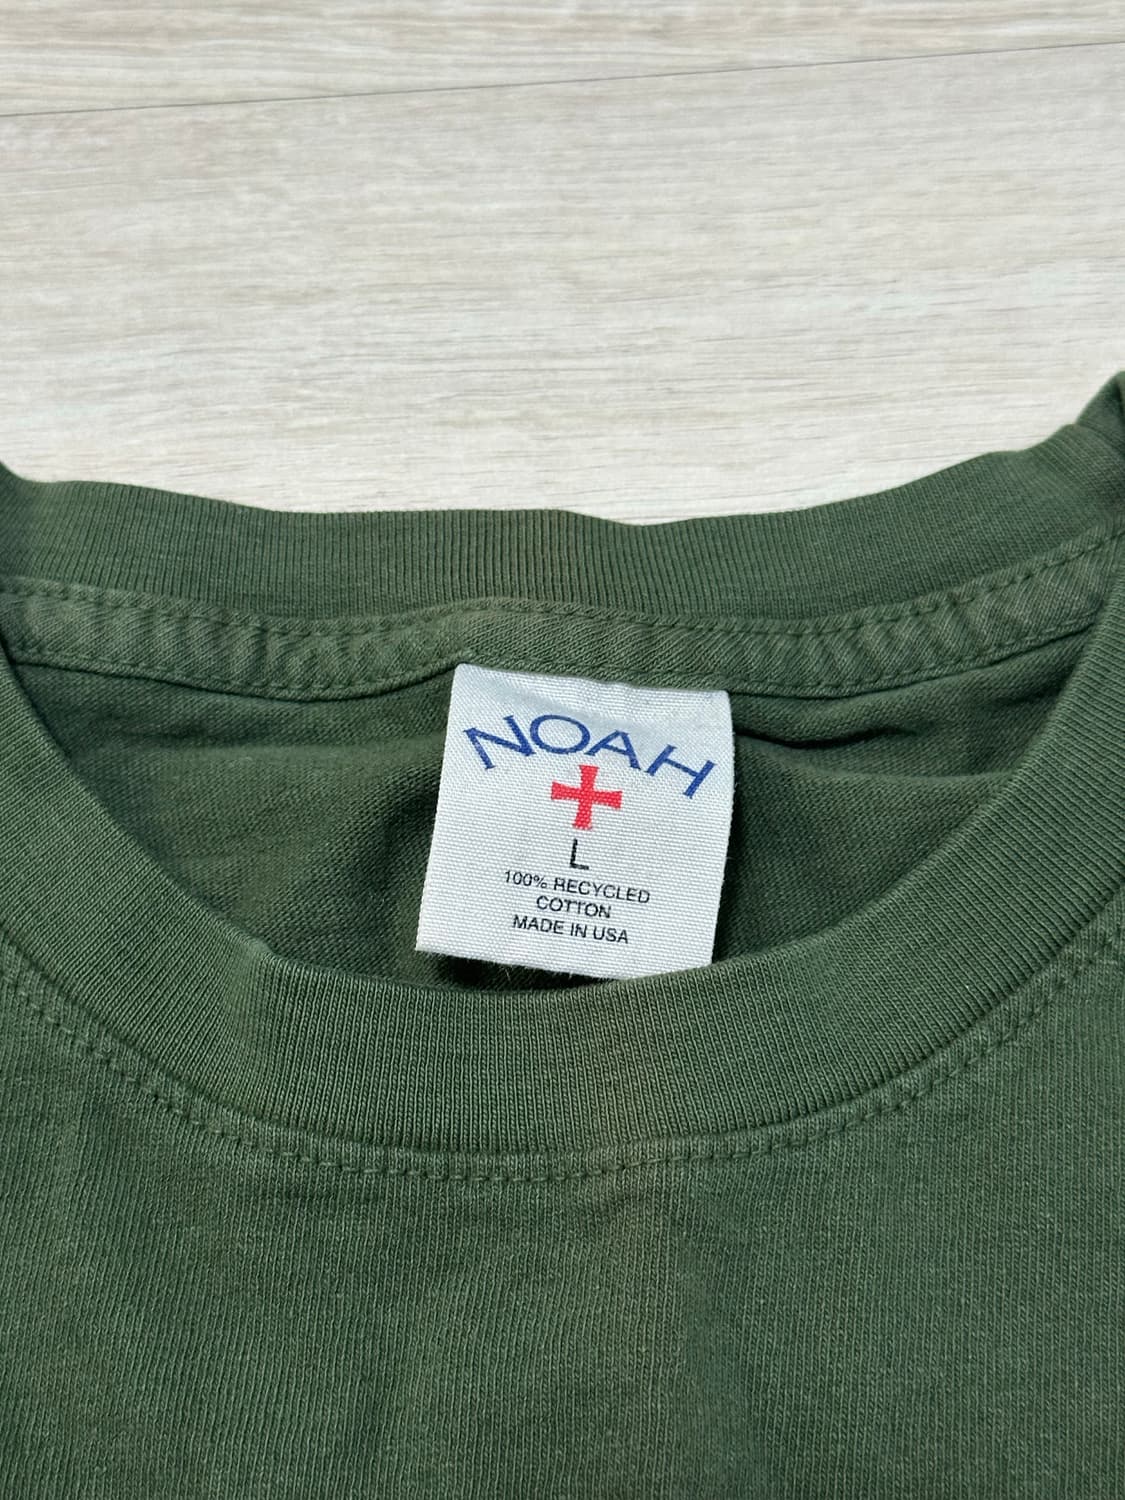 NOAH
L
100% RECYCLED
COTTON
MADE IN USA